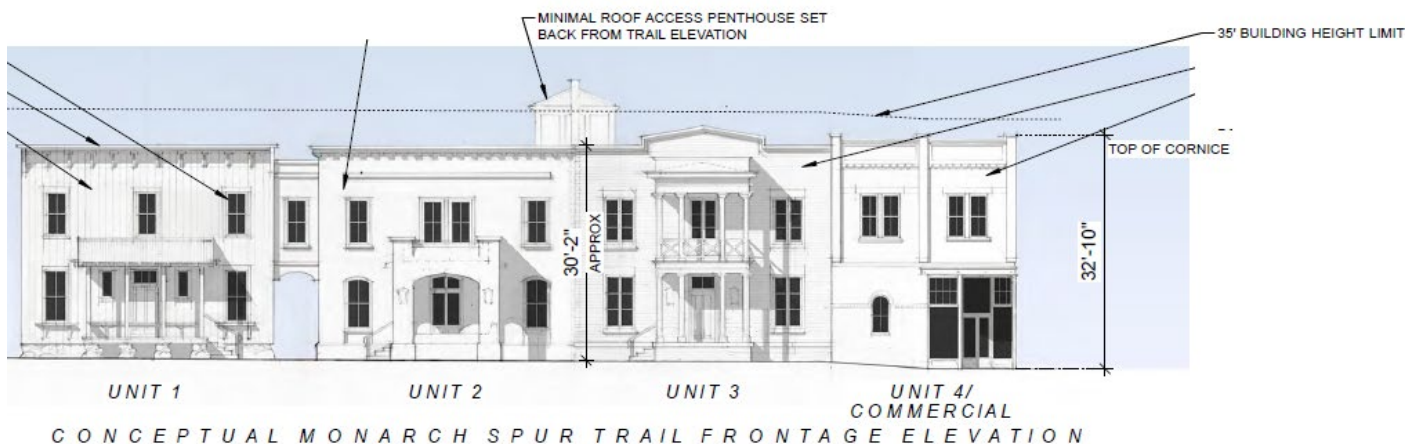 MINIMAL ROOF ACCESS PENTHOUSE SET
BACK FROM TRAIL ELEVATION
35' BUILDING HEIGHT LIMIT
TOP OF CORNICE
30'-2"
APPROX
32'-10"
UNIT 1
UNIT 2
UNIT 3
UNIT 4/
COMMERCIAL
CONCEPTUAL MONARCH SPUR TRAIL FRONTAGE ELEVATION